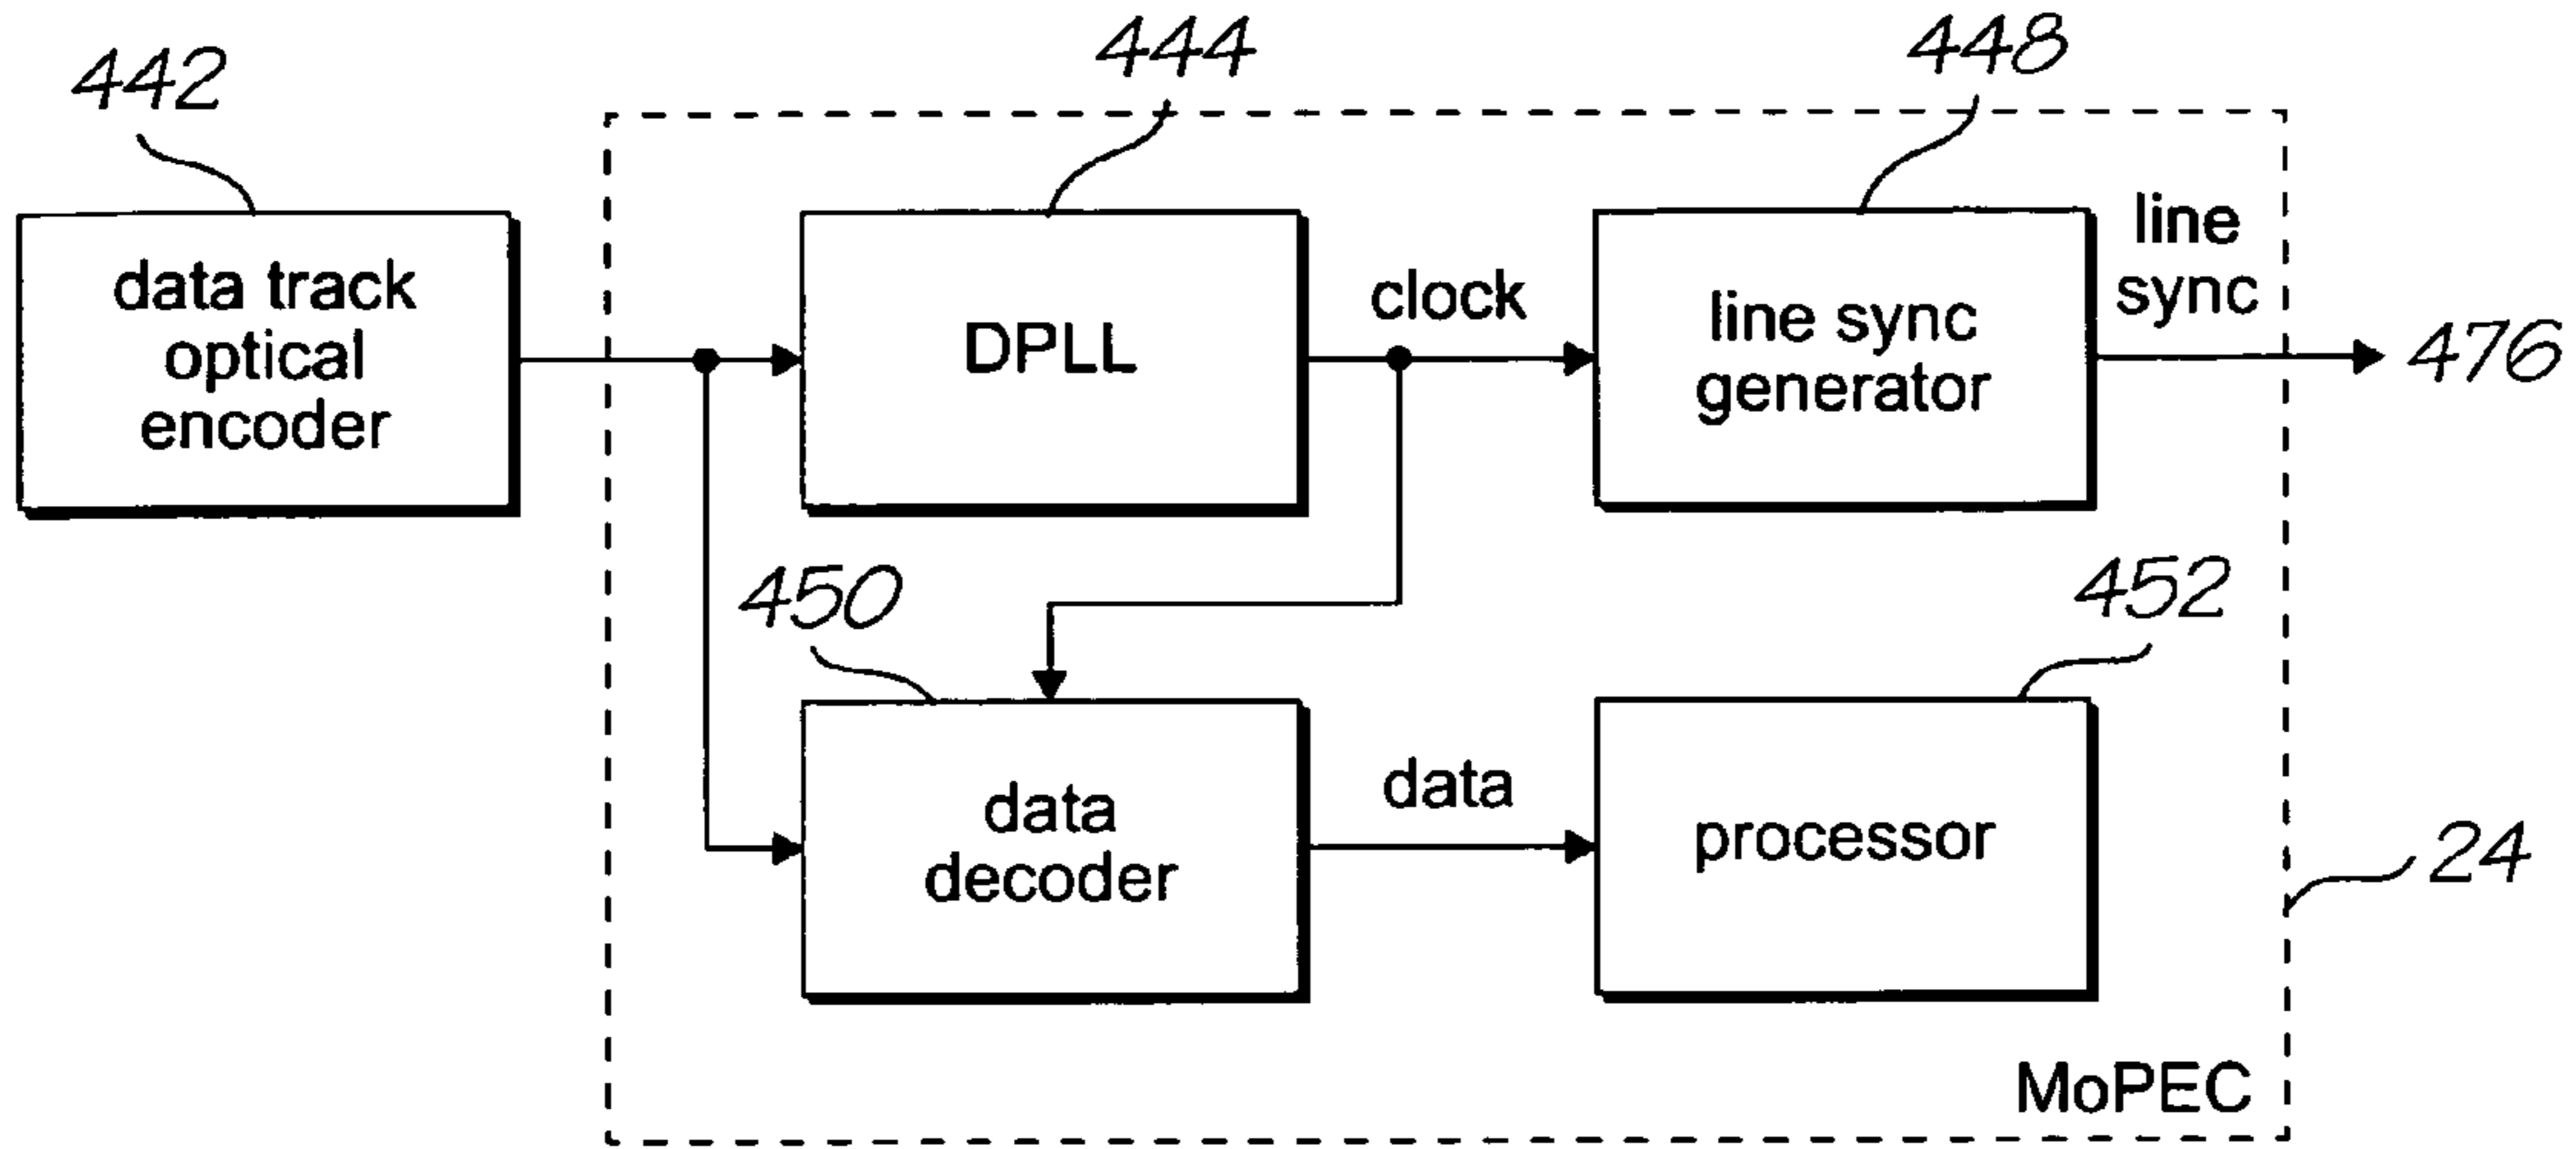 442
444
448
data track
optical
encoder
DPLL
clock
line sync
generator
line
sync
476
450
452
data
decoder
data
processor
24
MoPEC